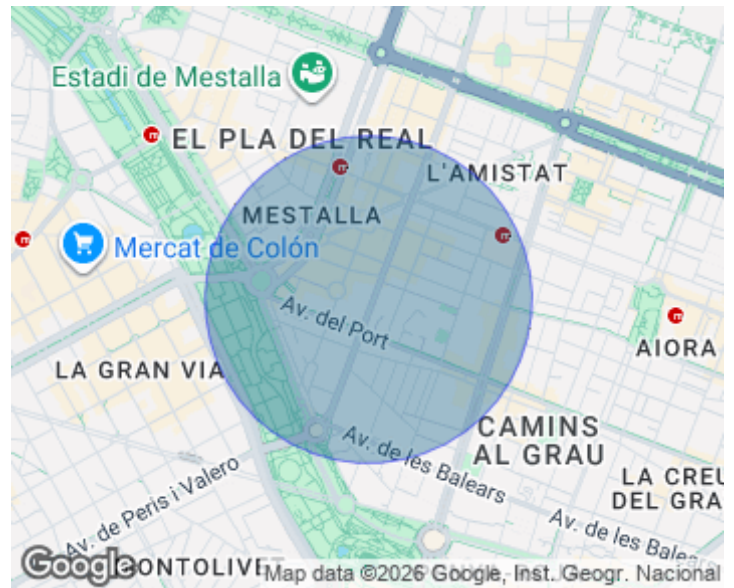 Estadi de Mestalla
EL PLA DEL REAL
L'AMISTAT
MESTALLA
Mercat de Colón
Av. del Port
AIORA
LA GRAN VIA
CAMINS
AL GRAU
Av. de les Balears
LA CREU
DEL GRA
Av. de Peris i Valero
Av. de les Balears
Google
MONTOLIVET
Map data ©2026 Google, Inst. Geogr. Nacional